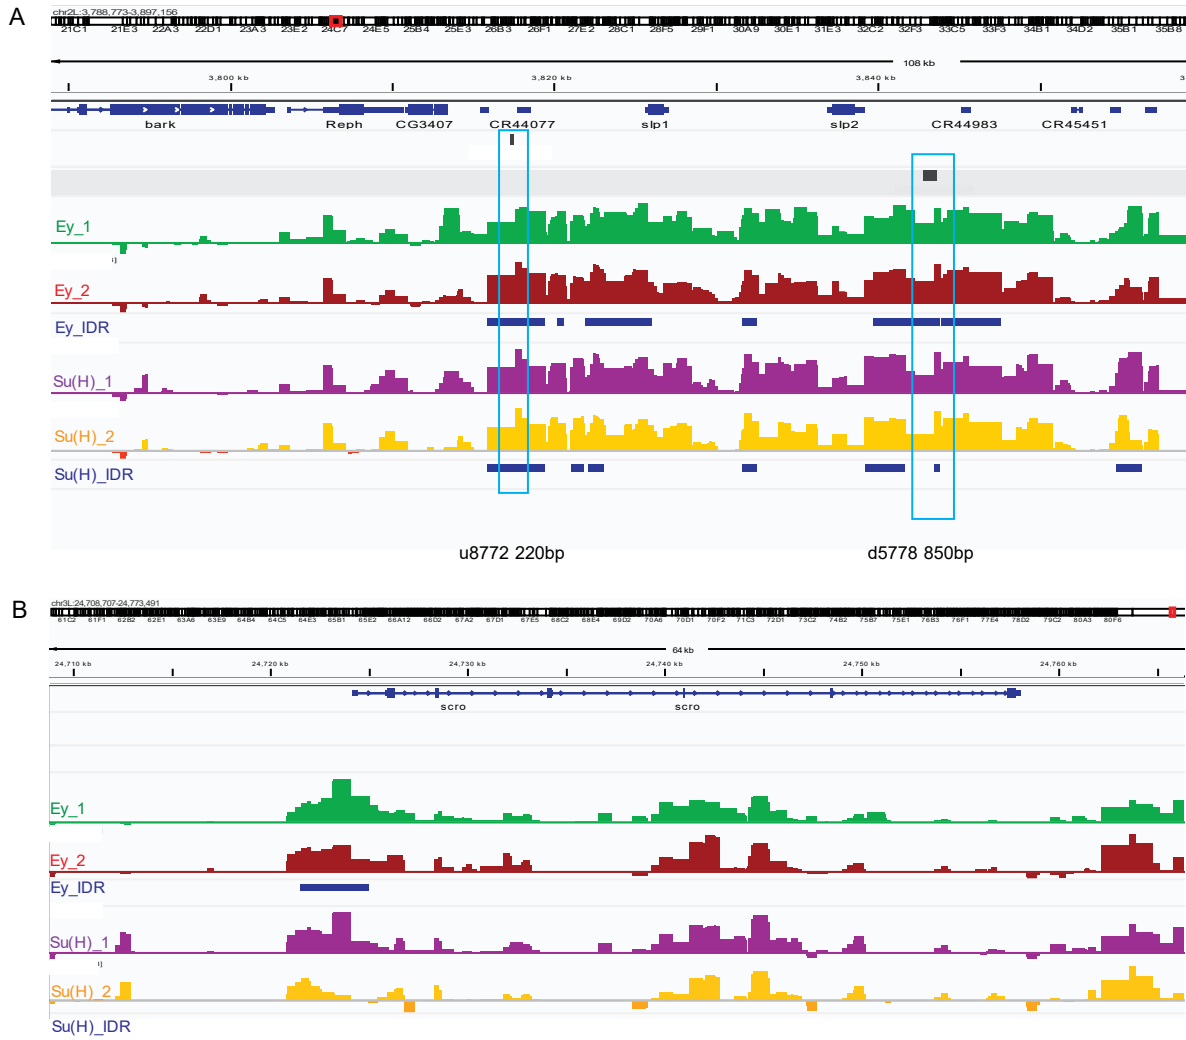 A
chr2L:3,788,773-3,897,156
21C1 21E3 22A3 22D1 23A3 23E2 24C7 24E5 25B4 25E3 26B3 26F1 27E2 28C1 28F5 29F1 30A9 30E1 31E3 32C2 32F3 33C5 33F3 34B1 34D2 35B1 35B8
108 kb
3,800 kb 3,820 kb 3,840 kb 3
bark Reph CG3407 CR44077 slp1 slp2 CR44983 CR45451
Ey_1
Ey_2
Ey_IDR
Su(H)_1
Su(H)_2
Su(H)_IDR
u8772 220bp d5778 850bp
B
chr3L:24,708,707-24,773,491
61C2 61F1 62B2 62E1 63A6 63E9 64B4 64C5 64E3 65B1 65E2 66A12 66D2 67A2 67D1 67E5 68C2 68E4 69D2 70A6 70D1 70F2 71C3 72D1 73C2 74B2 75B7 75E1 76B3 76F1 77E4 78D2 79C2 80A3 80F6
64 kb
24,710 kb 24,720 kb 24,730 kb 24,740 kb 24,750 kb 24,760 kb
scro scro
Ey_1
Ey_2
Ey_IDR
Su(H)_1
Su(H)_2
Su(H)_IDR